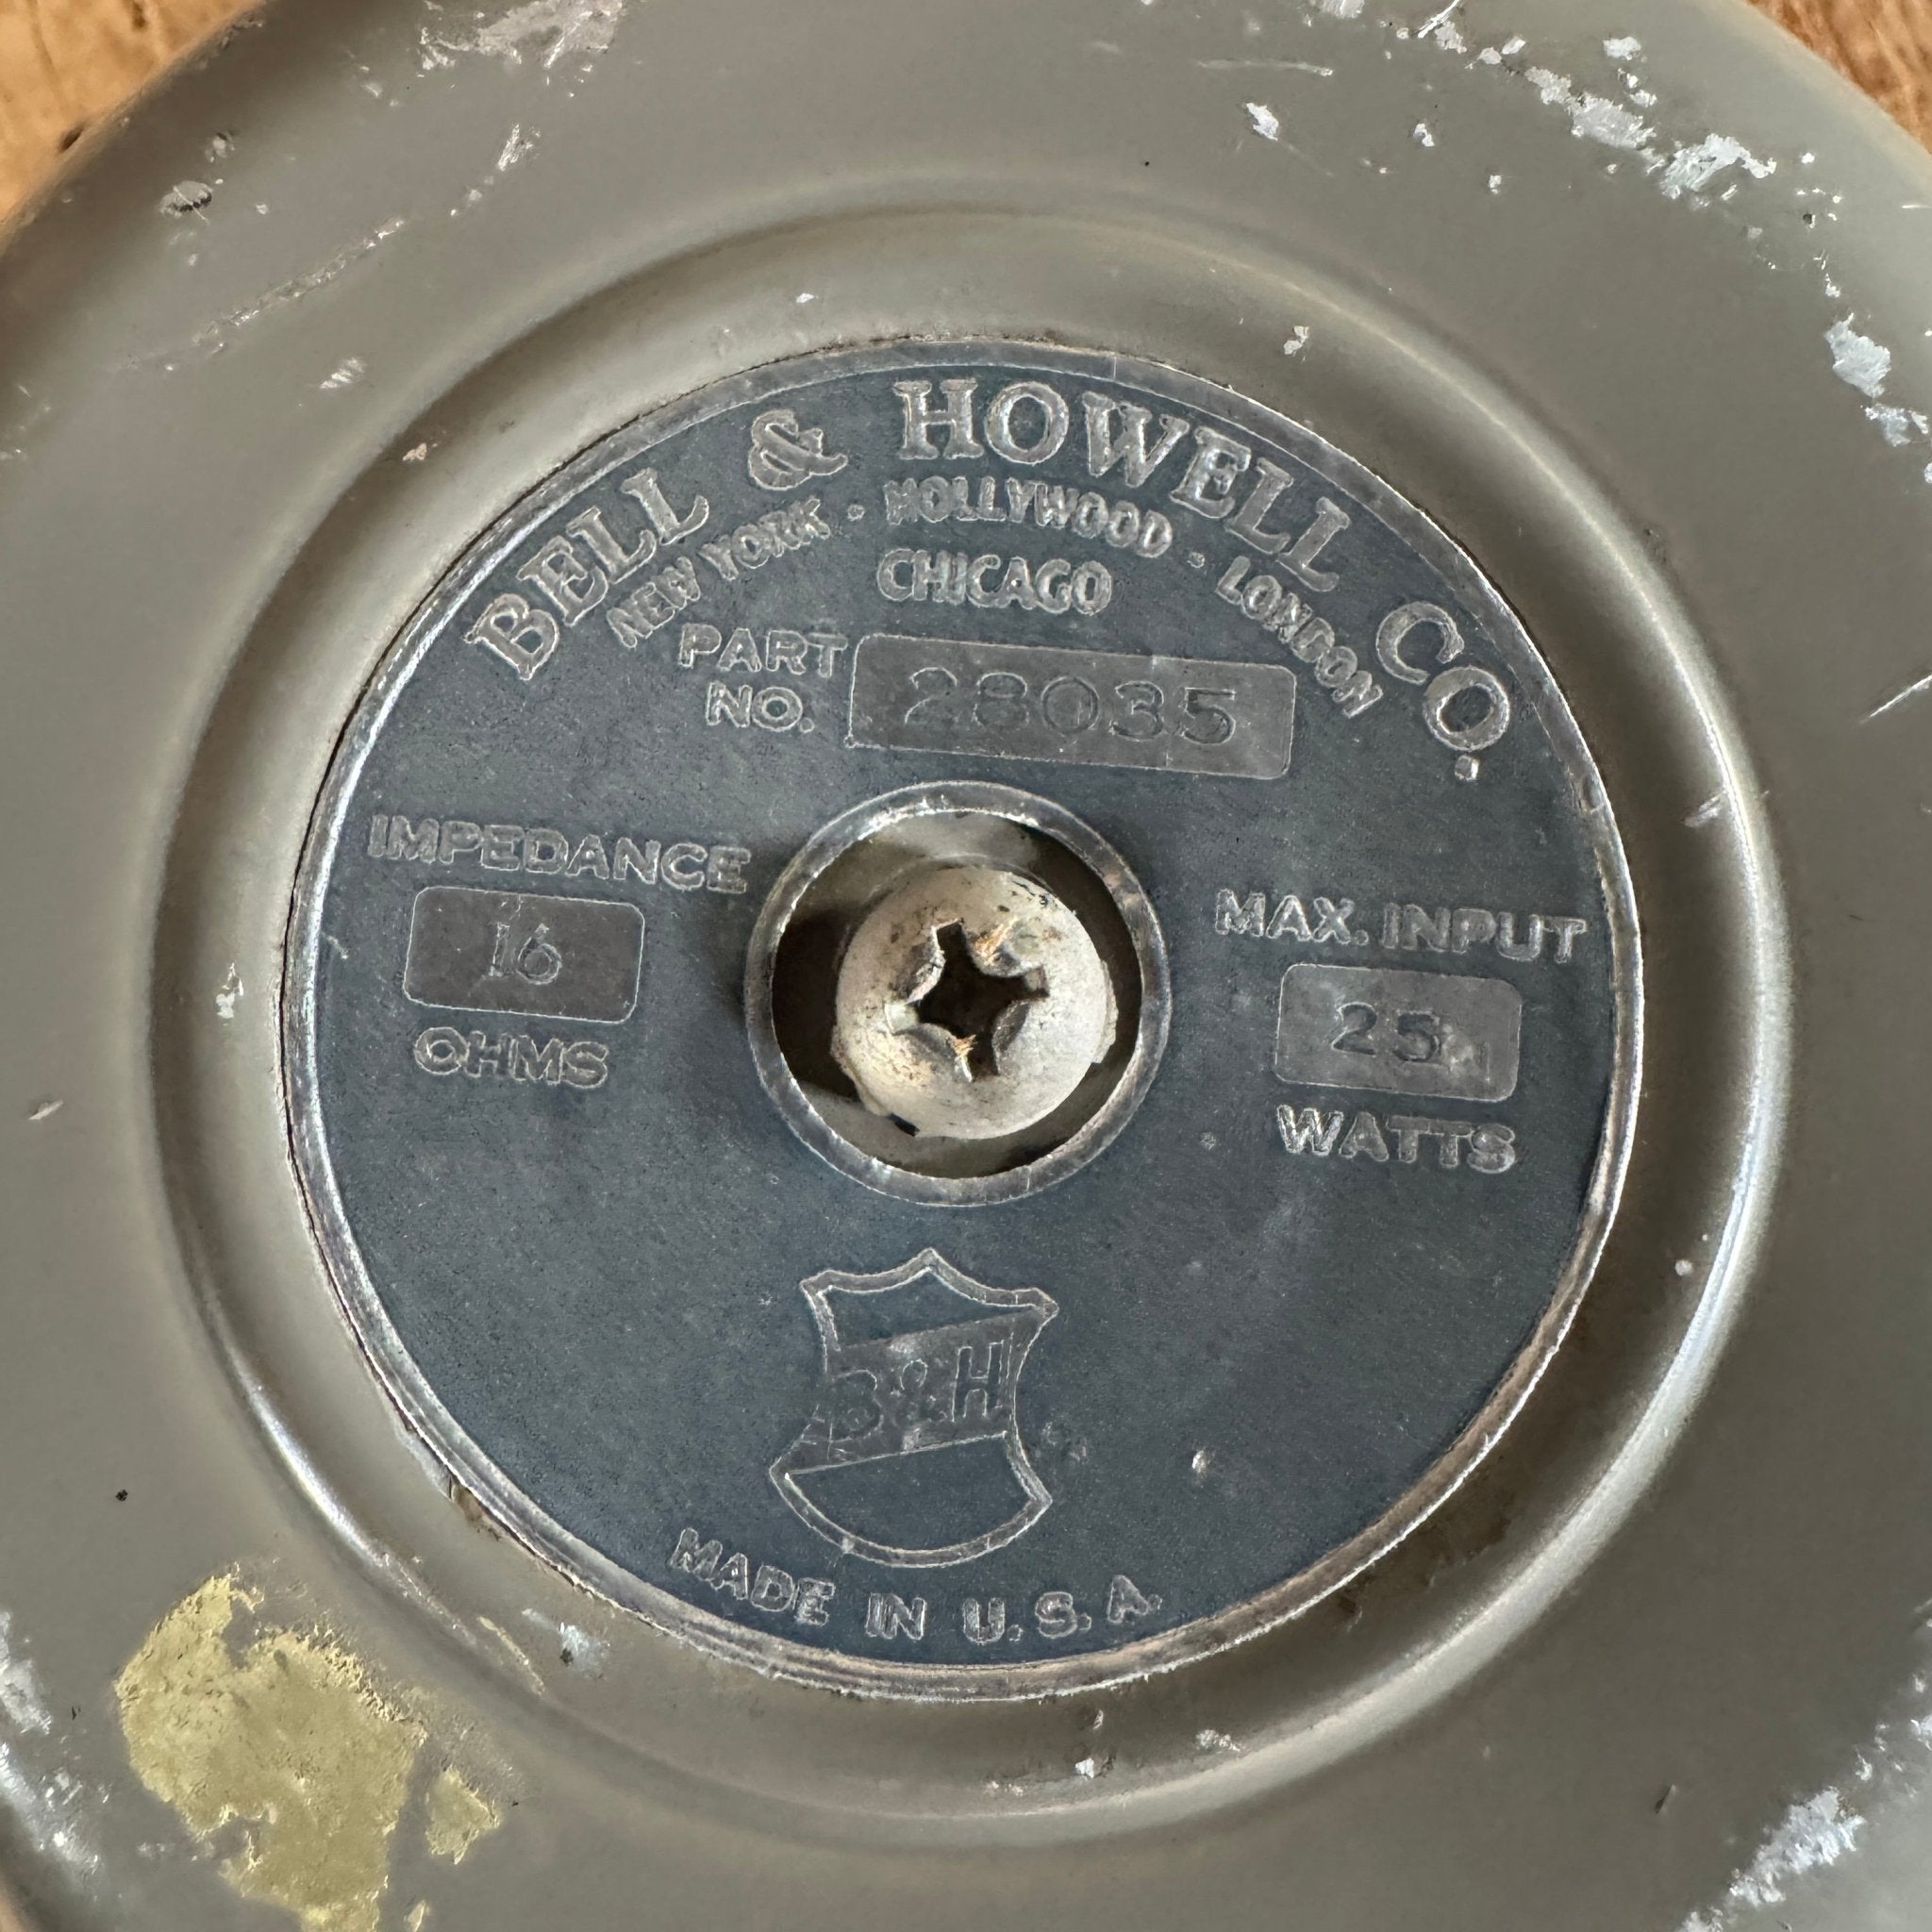 BELL & HOWELL CO.
NEW YORK · HOLLYWOOD · LONDON
CHICAGO
PART NO. 28035
IMPEDANCE
16
OHMS
MAX. INPUT
25
WATTS
B&H
MADE IN U.S.A.